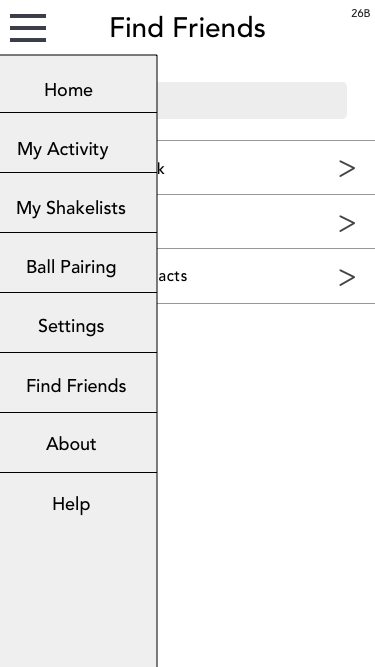 26B
Find Friends
Home
My Activity
k
My Shakelists
Ball Pairing
acts
Settings
Find Friends
About
Help